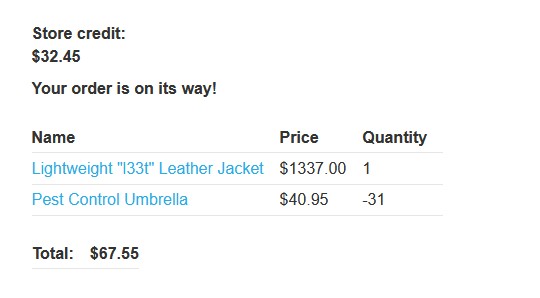 Store credit:
$32.45
Your order is on its way!
Name Price Quantity
Lightweight "l33t" Leather Jacket $1337.00 1
Pest Control Umbrella $40.95 -31
Total: $67.55